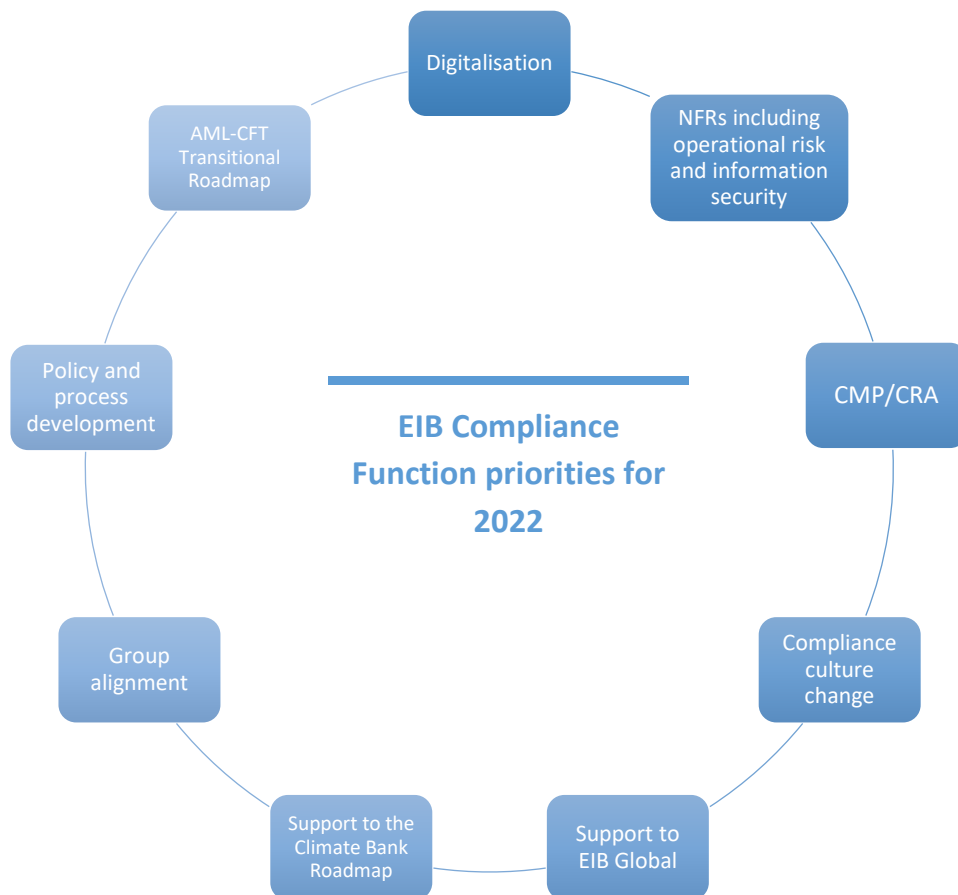 Digitalisation
NFRs including
operational risk
and information
security
CMP/CRA
Compliance
culture
change
Support to
EIB Global
Support to the
Climate Bank
Roadmap
Group
alignment
Policy and
process
development
AML-CFT
Transitional
Roadmap
EIB Compliance
Function priorities for
2022